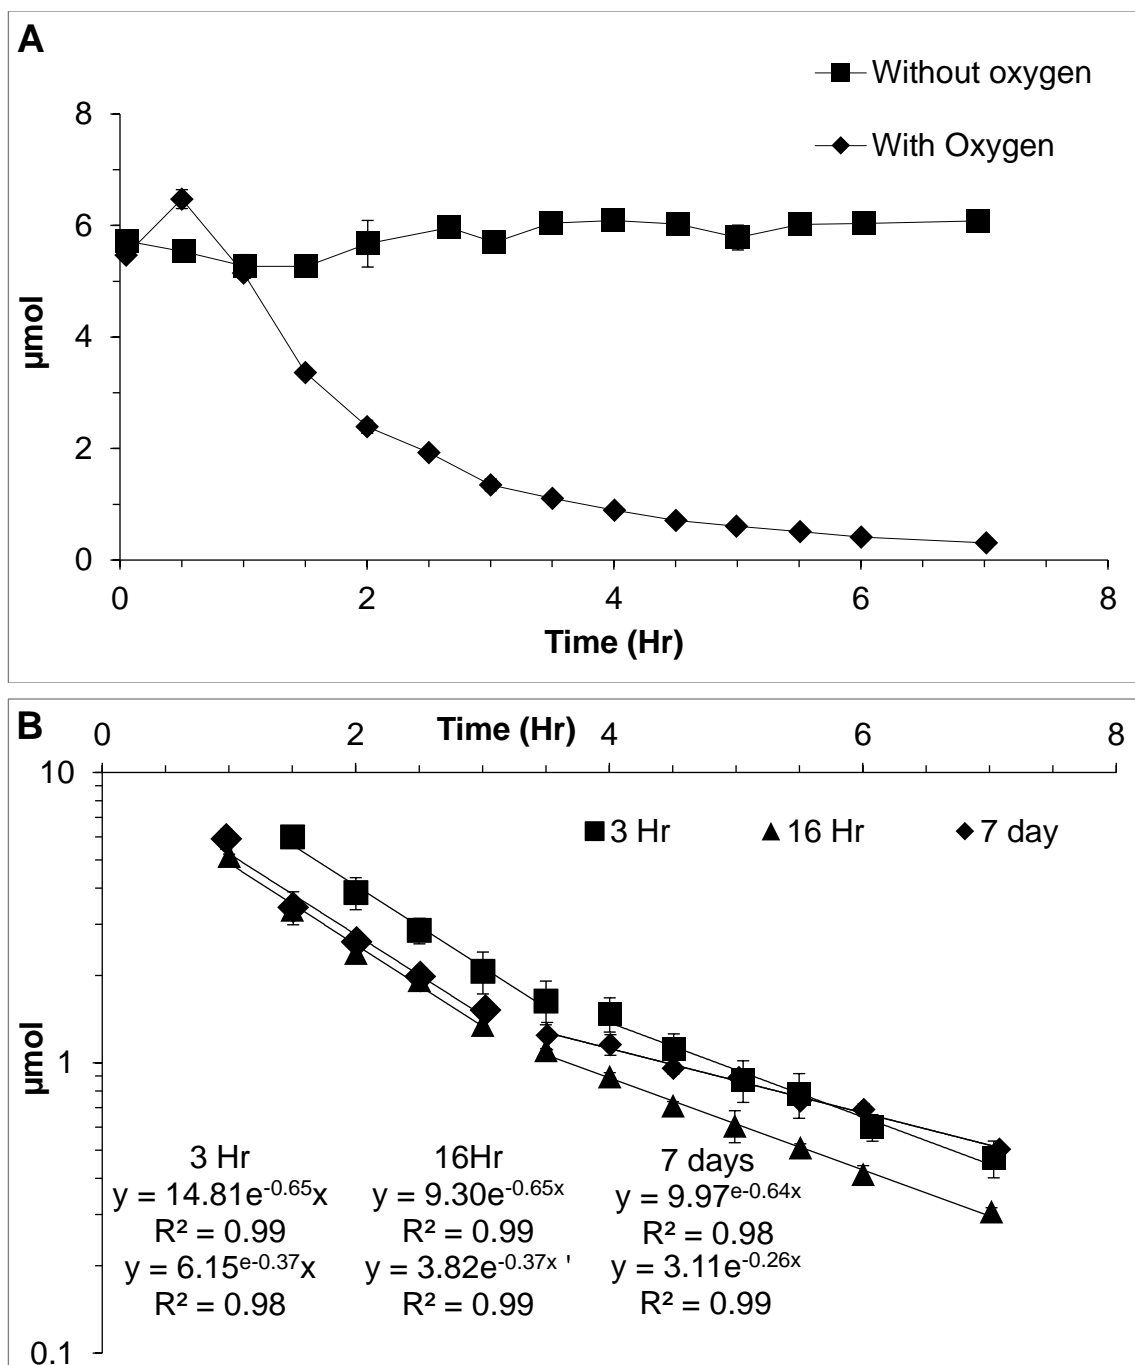 A
Without oxygen
With Oxygen
8
6
4
2
0
µmol
0 2 4 6 8
Time (Hr)
B
0 2 Time (Hr) 4 6 8
10
1
0.1
µmol
3 Hr 16 Hr 7 day
3 Hr 16Hr 7 days
y = 14.81e^-0.65x y = 9.30e^-0.65x y = 9.97^e-0.64x
R² = 0.99 R² = 0.99 R² = 0.98
y = 6.15^e-0.37x y = 3.82e^-0.37x ' y = 3.11e^-0.26x
R² = 0.98 R² = 0.99 R² = 0.99